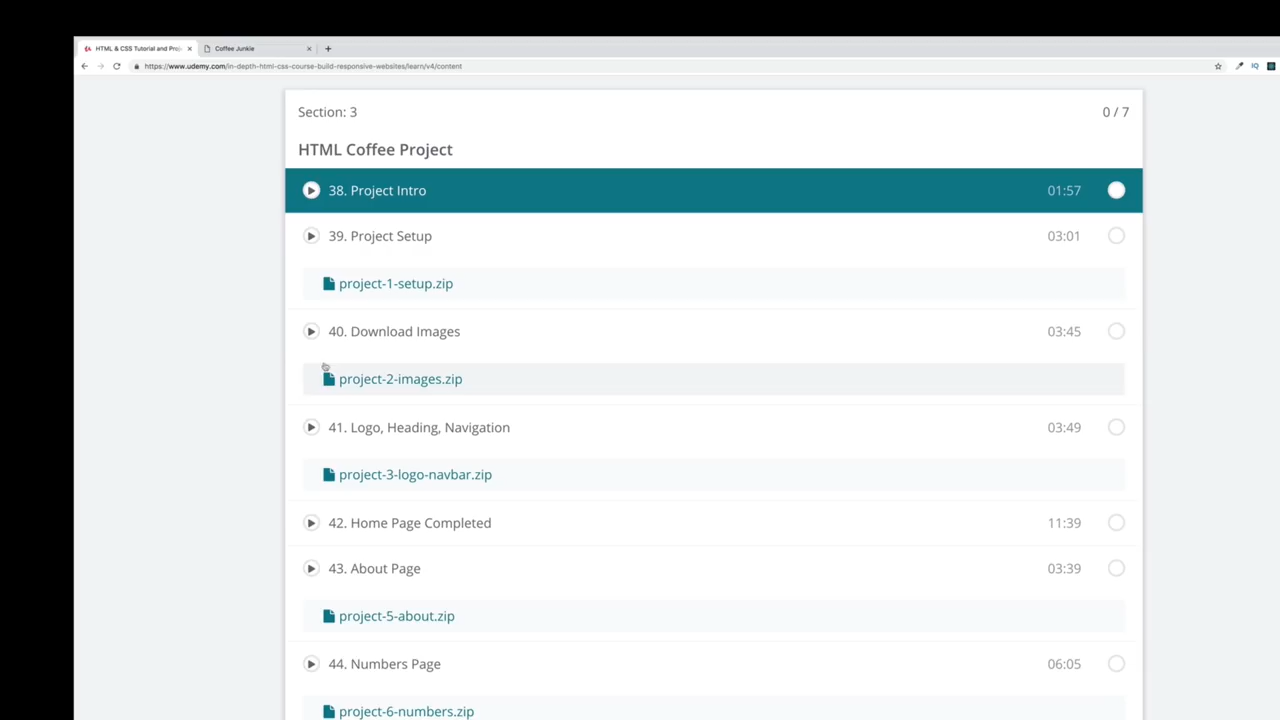 HTML & CSS Tutorial and Proj
Coffee Junkie
https://www.udemy.com/in-depth-html-css-course-build-responsive-websites/learn/v4/content
IQ
Section: 3
0 / 7
HTML Coffee Project
38. Project Intro
01:57
39. Project Setup
03:01
project-1-setup.zip
40. Download Images
03:45
project-2-images.zip
41. Logo, Heading, Navigation
03:49
project-3-logo-navbar.zip
42. Home Page Completed
11:39
43. About Page
03:39
project-5-about.zip
44. Numbers Page
06:05
project-6-numbers.zip